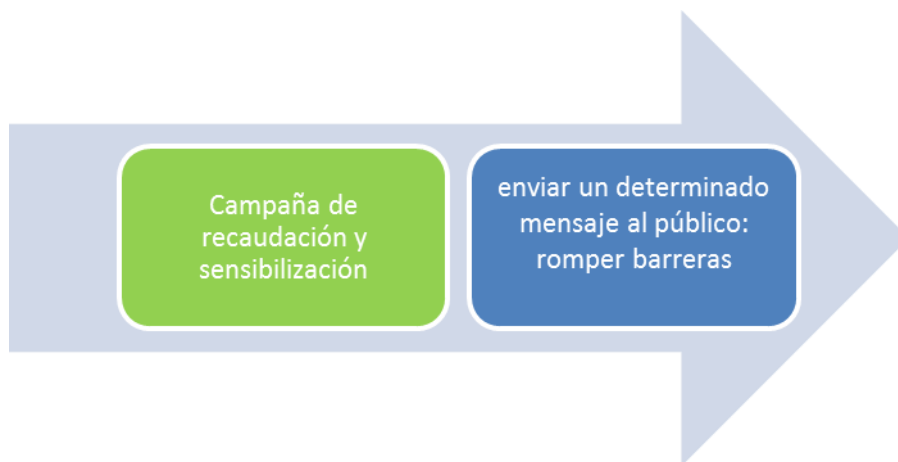 Campaña de
recaudación y
sensibilización
enviar un determinado
mensaje al público:
romper barreras